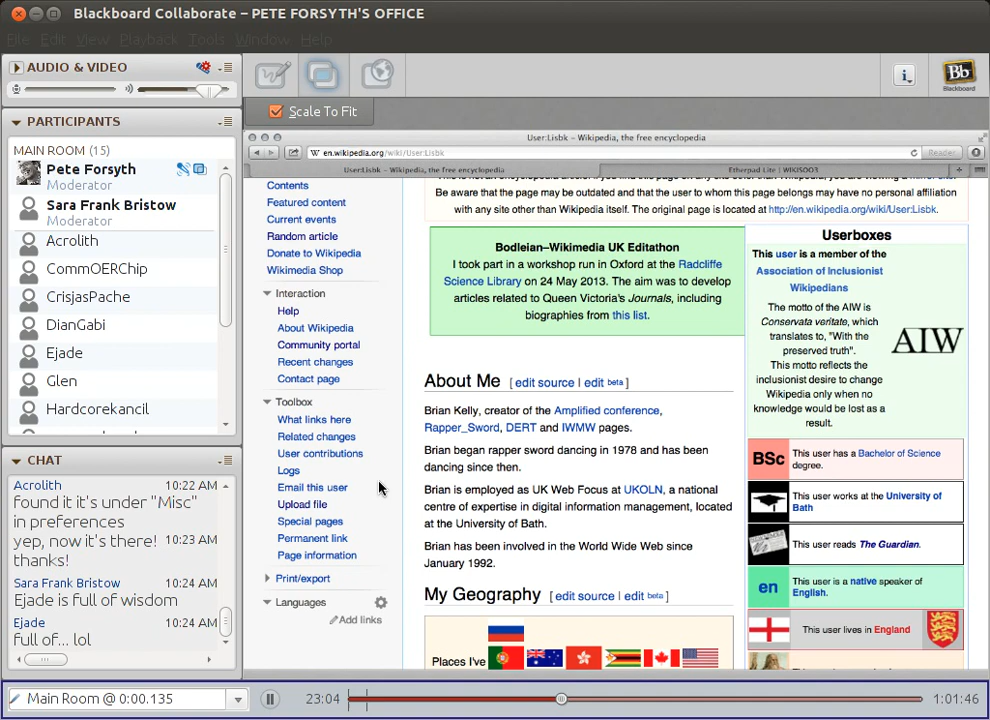 Blackboard Collaborate – PETE FORSYTH'S OFFICE
File Edit View Playback Tools Window Help
AUDIO & VIDEO
PARTICIPANTS
MAIN ROOM (15)
Pete Forsyth
Moderator
Sara Frank Bristow
Moderator
Acrolith
CommOERChip
CrisjasPache
DianGabi
Ejade
Glen
Hardcorekancil
CHAT
Acrolith 10:22 AM
found it it's under "Misc"
in preferences
yep, now it's there! 10:23 AM
thanks!
Sara Frank Bristow 10:24 AM
Ejade is full of wisdom
Ejade 10:24 AM
full of... lol
Main Room @ 0:00.135
23:04
1:01:46
i
Bb
Blackboard
Scale To Fit
User:Lisbk – Wikipedia, the free encyclopedia
W en.wikipedia.org/wiki/User:Lisbk
Reader
User:Lisbk – Wikipedia, the free encyclopedia
Etherpad Lite | WIKISOO3
Contents
Featured content
Current events
Random article
Donate to Wikipedia
Wikimedia Shop
Interaction
Help
About Wikipedia
Community portal
Recent changes
Contact page
Toolbox
What links here
Related changes
User contributions
Logs
Email this user
Upload file
Special pages
Permanent link
Page information
Print/export
Languages
Add links
Be aware that the page may be outdated and that the user to whom this page belongs may have no personal affiliation
with any site other than Wikipedia itself. The original page is located at http://en.wikipedia.org/wiki/User:Lisbk.
Bodleian–Wikimedia UK Editathon
I took part in a workshop run in Oxford at the Radcliffe
Science Library on 24 May 2013. The aim was to develop
articles related to Queen Victoria's Journals, including
biographies from this list.
About Me [ edit source | edit beta ]
Brian Kelly, creator of the Amplified conference,
Rapper_Sword, DERT and IWMW pages.
Brian began rapper sword dancing in 1978 and has been
dancing since then.
Brian is employed as UK Web Focus at UKOLN, a national
centre of expertise in digital information management, located
at the University of Bath.
Brian has been involved in the World Wide Web since
January 1992.
My Geography [ edit source | edit beta ]
Places I've
Userboxes
This user is a member of the
Association of Inclusionist
Wikipedians
The motto of the AIW is
Conservata veritate, which
translates to, "With the
preserved truth".
This motto reflects the
inclusionist desire to change
Wikipedia only when no
knowledge would be lost as a
result.
AIW
BSc
This user has a Bachelor of Science
degree.
This user works at the University of
Bath
This user reads The Guardian.
en
This user is a native speaker of
English.
This user lives in England